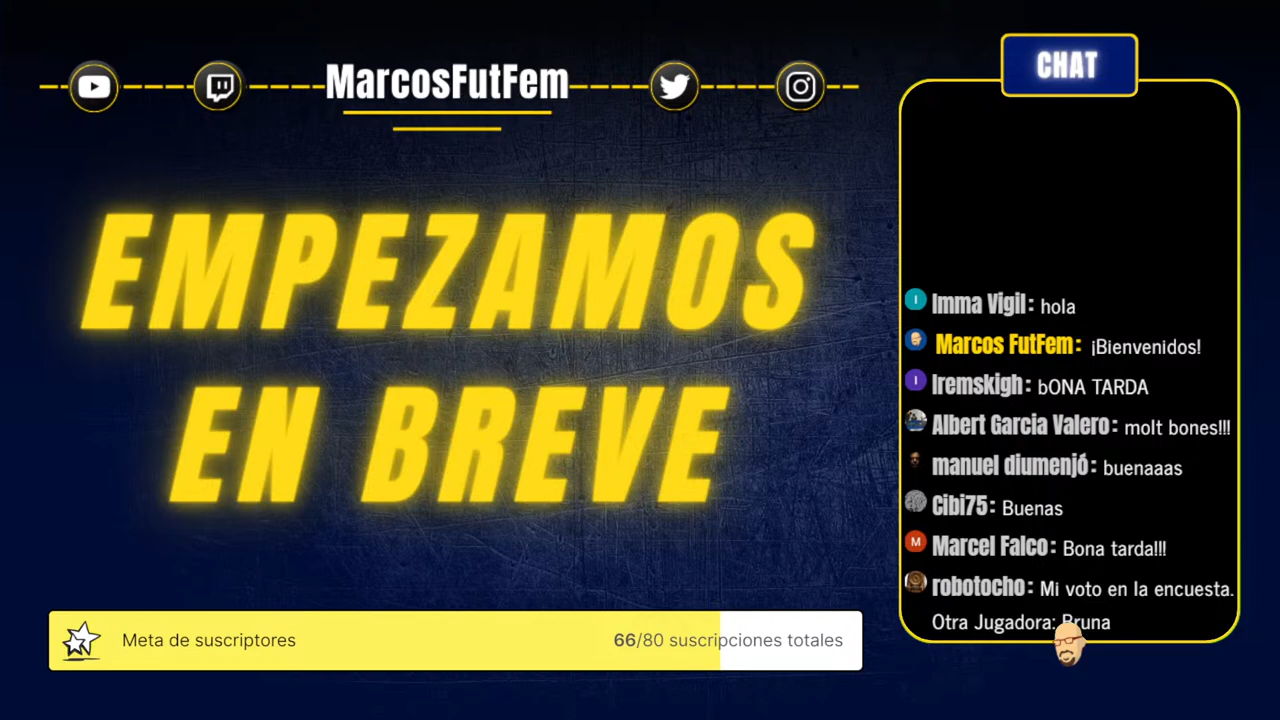 MarcosFutFem
CHAT
EMPEZAMOS
EN BREVE
Imma Vigil: hola
Marcos FutFem: ¡Bienvenidos!
Iremskigh: bONA TARDA
Albert Garcia Valero: molt bones!!!
manuel diumenjó: buenaaas
Cibi75: Buenas
Marcel Falco: Bona tarda!!!
robotocho: Mi voto en la encuesta.
Otra Jugadora: Bruna
Meta de suscriptores
66/80 suscripciones totales